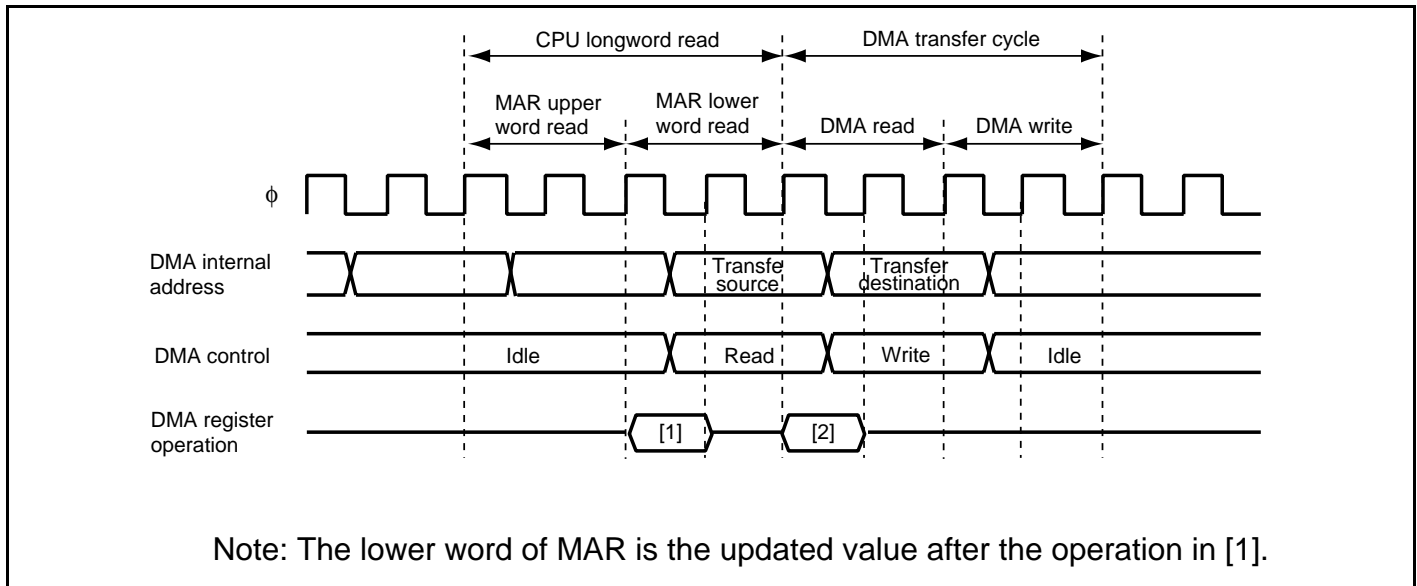 CPU longword read DMA transfer cycle
MAR upper MAR lower
word read word read DMA read DMA write
ϕ
DMA internal
address
Transfe
source
Transfer
destination
DMA control Idle Read Write Idle
DMA register
operation
[1] [2]
Note: The lower word of MAR is the updated value after the operation in [1].